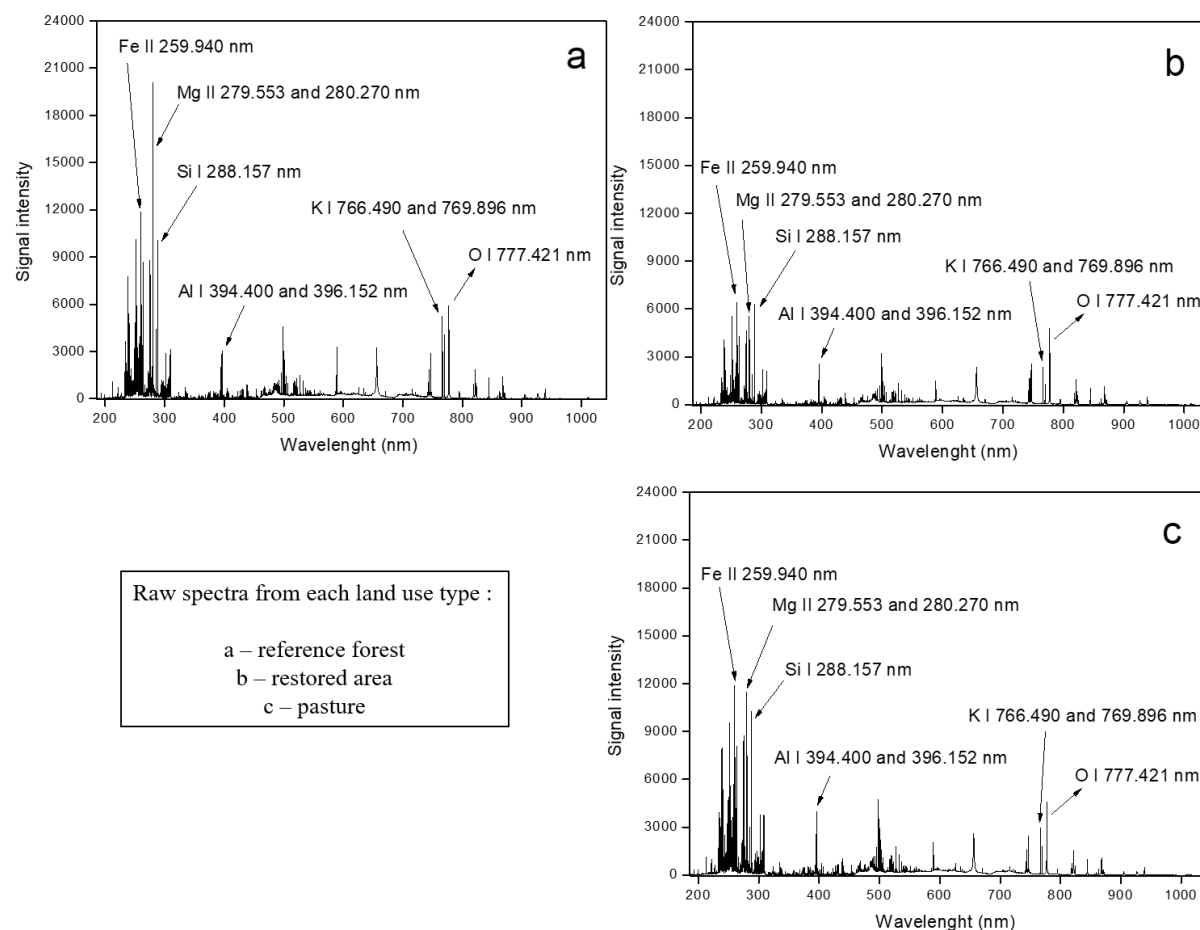 a
Signal intensity
24000
21000
18000
15000
12000
9000
6000
3000
0
Fe II 259.940 nm
Mg II 279.553 and 280.270 nm
Si I 288.157 nm
K I 766.490 and 769.896 nm
O I 777.421 nm
Al I 394.400 and 396.152 nm
200 300 400 500 600 700 800 900 1000
Wavelenght (nm)
b
Signal intensity
24000
21000
18000
15000
12000
9000
6000
3000
0
Fe II 259.940 nm
Mg II 279.553 and 280.270 nm
Si I 288.157 nm
K I 766.490 and 769.896 nm
O I 777.421 nm
Al I 394.400 and 396.152 nm
200 300 400 500 600 700 800 900 1000
Wavelenght (nm)
Raw spectra from each land use type :
a – reference forest
b – restored area
c – pasture
c
Signal intensity
24000
21000
18000
15000
12000
9000
6000
3000
0
Fe II 259.940 nm
Mg II 279.553 and 280.270 nm
Si I 288.157 nm
K I 766.490 and 769.896 nm
Al I 394.400 and 396.152 nm
O I 777.421 nm
200 300 400 500 600 700 800 900 1000
Wavelenght (nm)